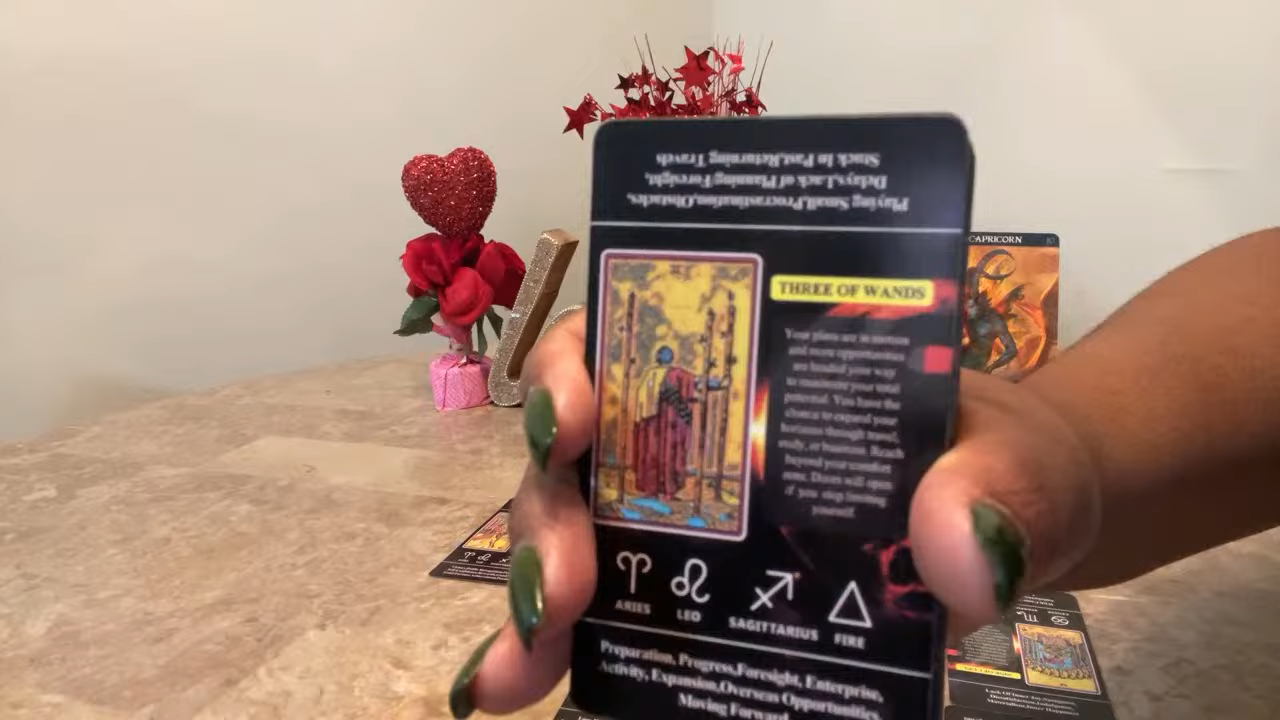 Playing Small,Procrastination,Obstacles,
Delays,Lack of Planning/Foresight,
Stuck In Past,Returning Travels
CAPRICORN
THREE OF WANDS
Your plans are in motion
and more opportunities
are headed your way
to maximize your total
potential. You have the
chance to expand your
horizons through travel,
study, or business. Reach
beyond your comfort
zone. Doors will open
if you stop limiting
yourself.
ARIES
LEO
SAGITTARIUS
FIRE
Preparation, Progress,Foresight, Enterprise,
Activity, Expansion,Overseas Opportunities,
Moving Forward